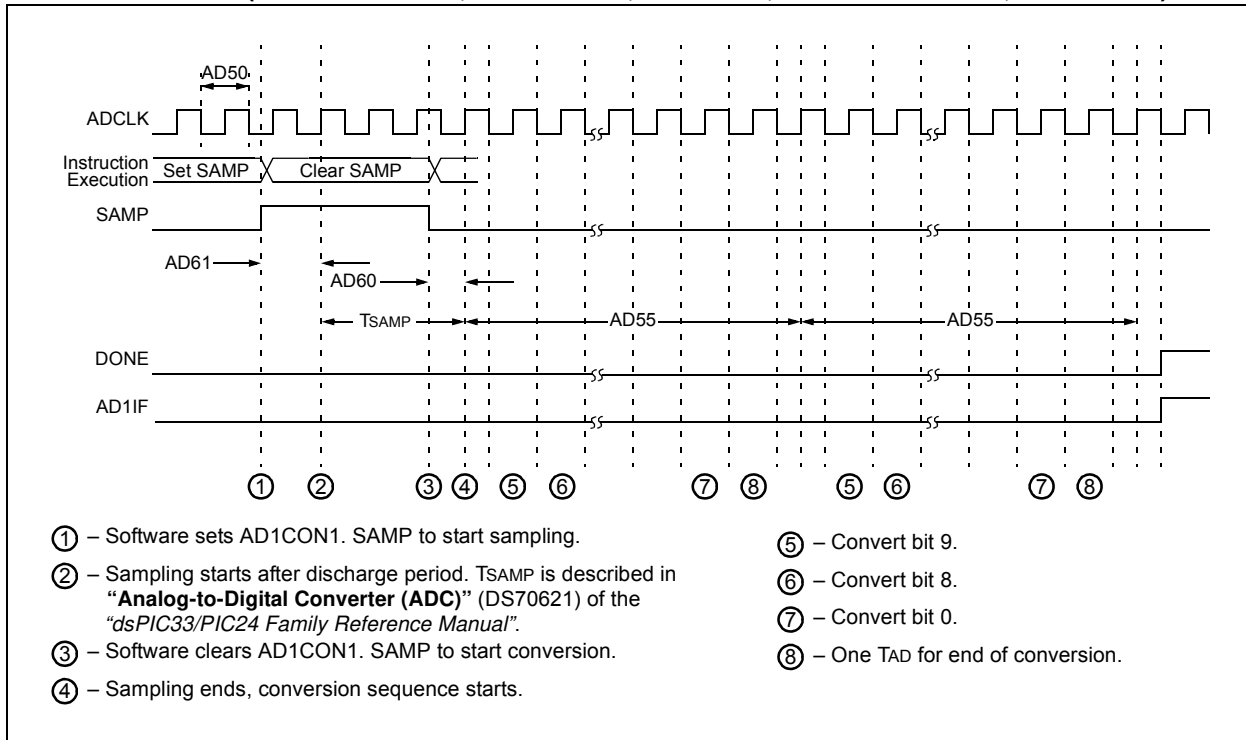 AD50
ADCLK
Instruction
Execution
Set SAMP
Clear SAMP
SAMP
AD61
AD60
TSAMP
AD55
AD55
DONE
AD1IF
1 2 3 4 5 6 7 8 5 6 7 8
1 – Software sets AD1CON1. SAMP to start sampling.
2 – Sampling starts after discharge period. TSAMP is described in
“Analog-to-Digital Converter (ADC)” (DS70621) of the
“dsPIC33/PIC24 Family Reference Manual”.
3 – Software clears AD1CON1. SAMP to start conversion.
4 – Sampling ends, conversion sequence starts.
5 – Convert bit 9.
6 – Convert bit 8.
7 – Convert bit 0.
8 – One TAD for end of conversion.